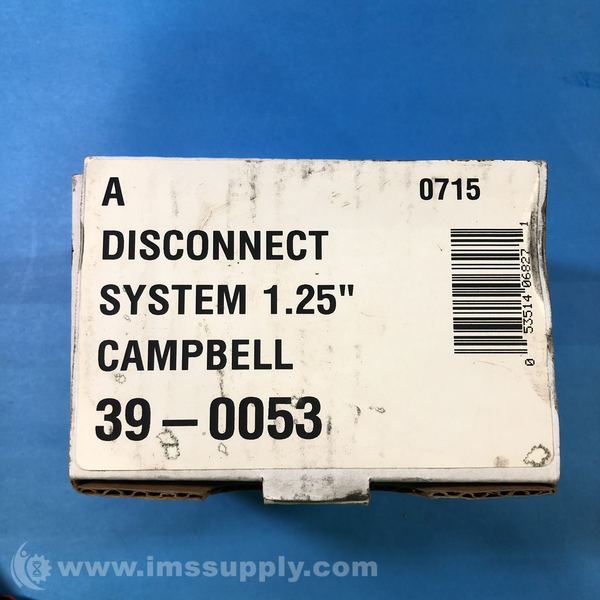 A 0715
DISCONNECT
SYSTEM 1.25"
CAMPBELL
39-0053
0 53514 06827 1
www.imssupply.com